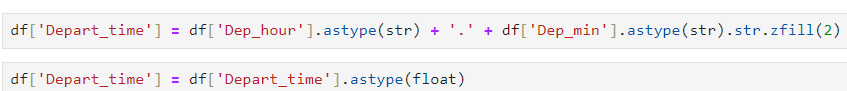 df['Depart_time'] = df['Dep_hour'].astype(str) + '.' + df['Dep_min'].astype(str).str.zfill(2)
df['Depart_time'] = df['Depart_time'].astype(float)